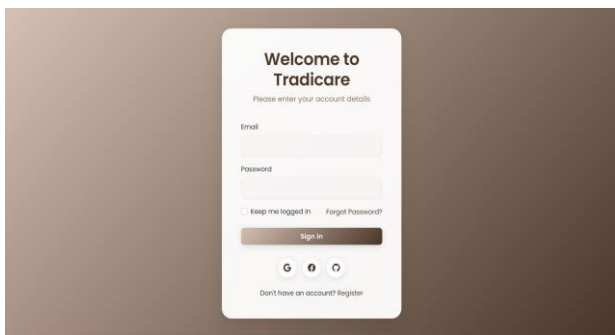 Welcome to
Tradicare
Please enter your account details
Email
Password
Keep me logged in Forgot Password?
Sign in
Don't have an account? Register